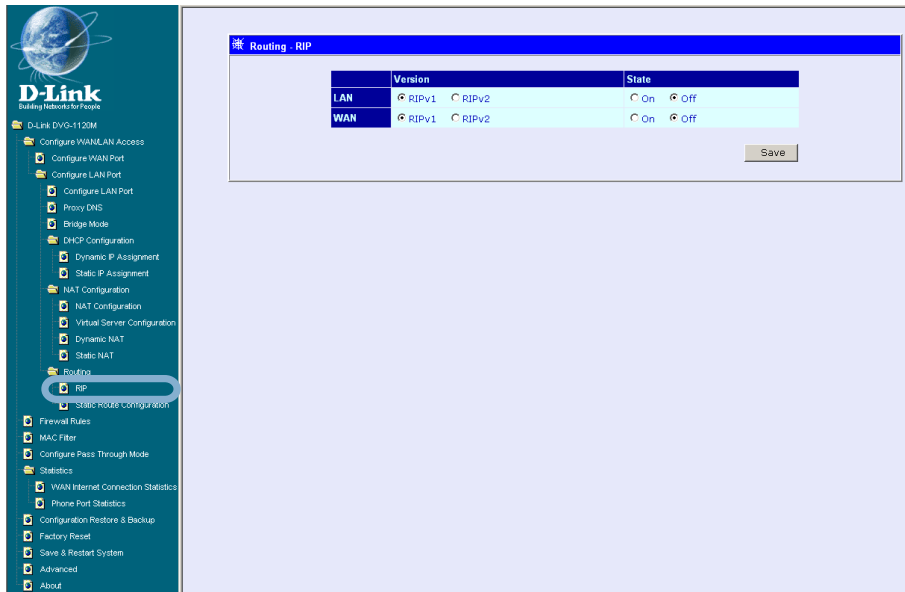 D-Link
Building Networks for People
D-Link DVG-1120M
Configure WAN/LAN Access
Configure WAN Port
Configure LAN Port
Configure LAN Port
Proxy DNS
Bridge Mode
DHCP Configuration
Dynamic IP Assignment
Static IP Assignment
NAT Configuration
NAT Configuration
Virtual Server Configuration
Dynamic NAT
Static NAT
Routing
RIP
Static Route Configuration
Firewall Rules
MAC Filter
Configure Pass Through Mode
Statistics
WAN Internet Connection Statistics
Phone Port Statistics
Configuration Restore & Backup
Factory Reset
Save & Restart System
Advanced
About
Routing - RIP
Version State
LAN RIPv1 RIPv2 On Off
WAN RIPv1 RIPv2 On Off
Save